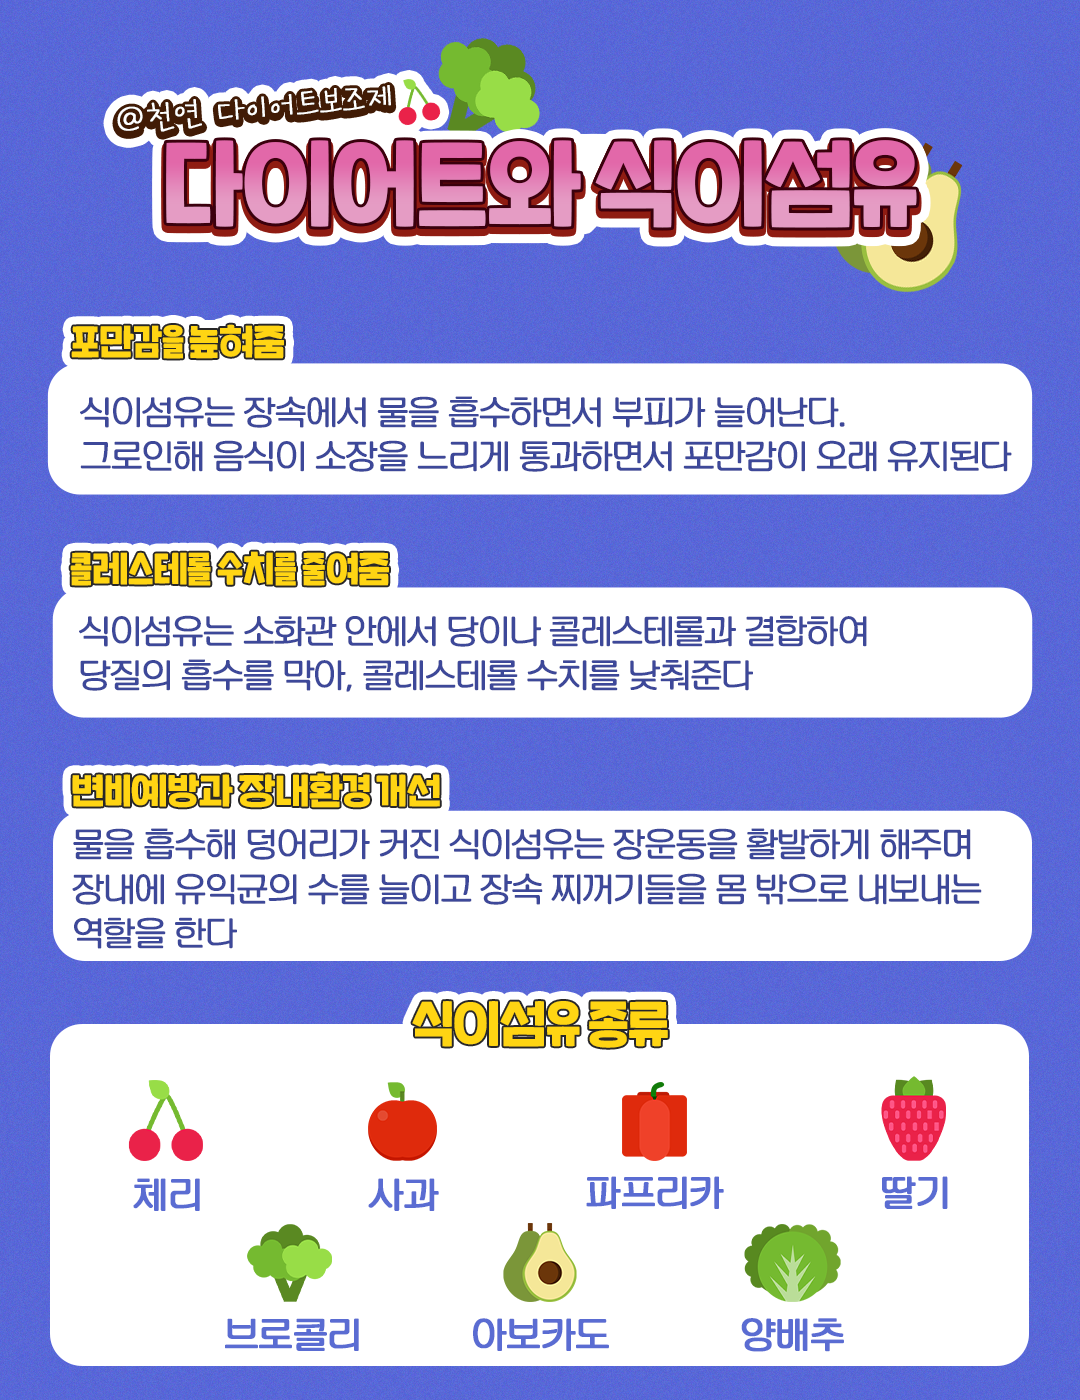 @천연 다이어트보조제
다이어트와 식이섬유
포만감을 높혀줌
식이섬유는 장속에서 물을 흡수하면서 부피가 늘어난다.
그로인해 음식이 소장을 느리게 통과하면서 포만감이 오래 유지된다
콜레스테롤 수치를 줄여줌
식이섬유는 소화관 안에서 당이나 콜레스테롤과 결합하여
당질의 흡수를 막아, 콜레스테롤 수치를 낮춰준다
변비예방과 장내환경 개선
물을 흡수해 덩어리가 커진 식이섬유는 장운동을 활발하게 해주며
장내에 유익균의 수를 늘이고 장속 찌꺼기들을 몸 밖으로 내보내는
역할을 한다
식이섬유 종류
체리 사과 파프리카 딸기
브로콜리 아보카도 양배추